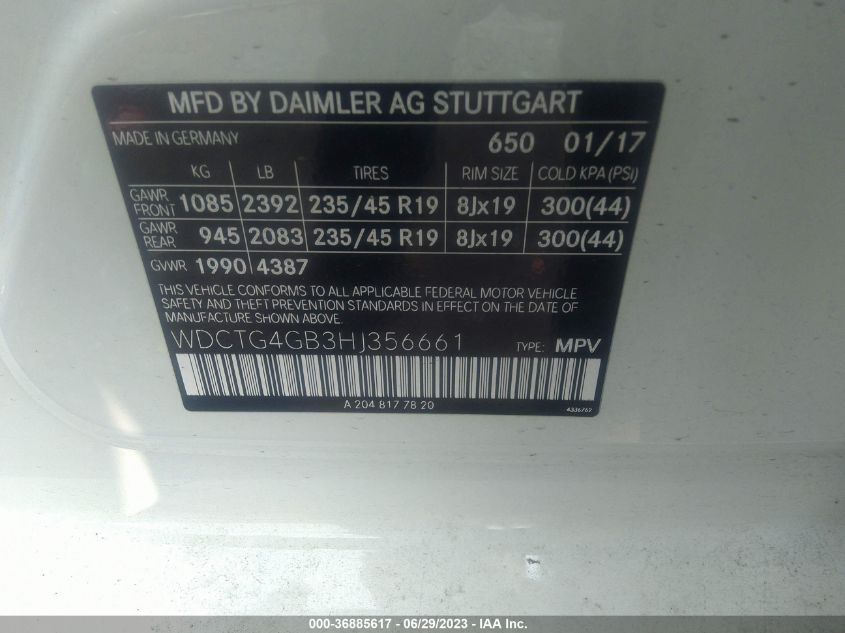 MFD BY DAIMLER AG STUTTGART
MADE IN GERMANY 650 01/17
KG LB TIRES RIM SIZE COLD KPA (PSI)
GAWR FRONT 1085 2392 235/45 R19 8Jx19 300(44)
GAWR REAR 945 2083 235/45 R19 8Jx19 300(44)
GVWR 1990 4387
THIS VEHICLE CONFORMS TO ALL APPLICABLE FEDERAL MOTOR VEHICLE
SAFETY AND THEFT PREVENTION STANDARDS IN EFFECT ON THE DATE OF
MANUFACTURE SHOWN ABOVE.
WDCTG4GB3HJ356661 TYPE: MPV
A 204 817 78 20
000-36885617 - 06/29/2023 - IAA Inc.